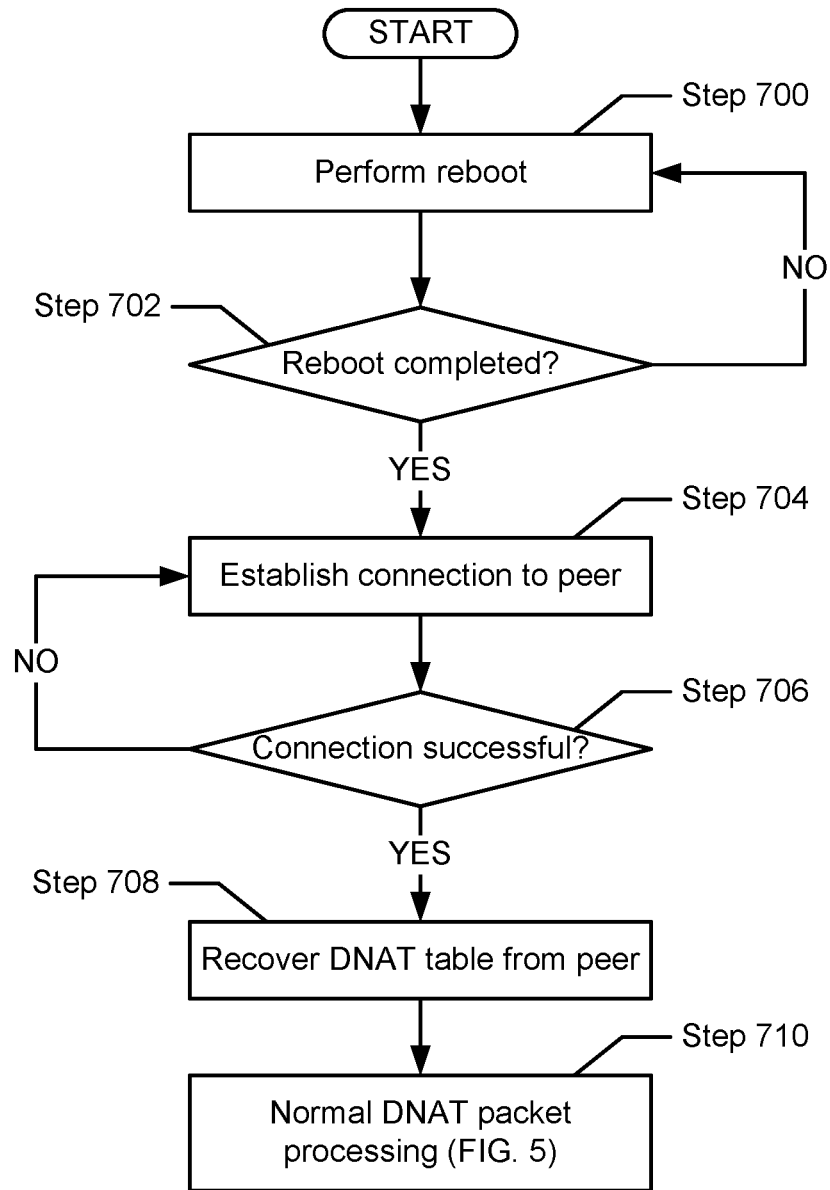 START
Step 700
Perform reboot
NO
Step 702
Reboot completed?
YES
Step 704
Establish connection to peer
NO
Step 706
Connection successful?
YES
Step 708
Recover DNAT table from peer
Step 710
Normal DNAT packet
processing (FIG. 5)